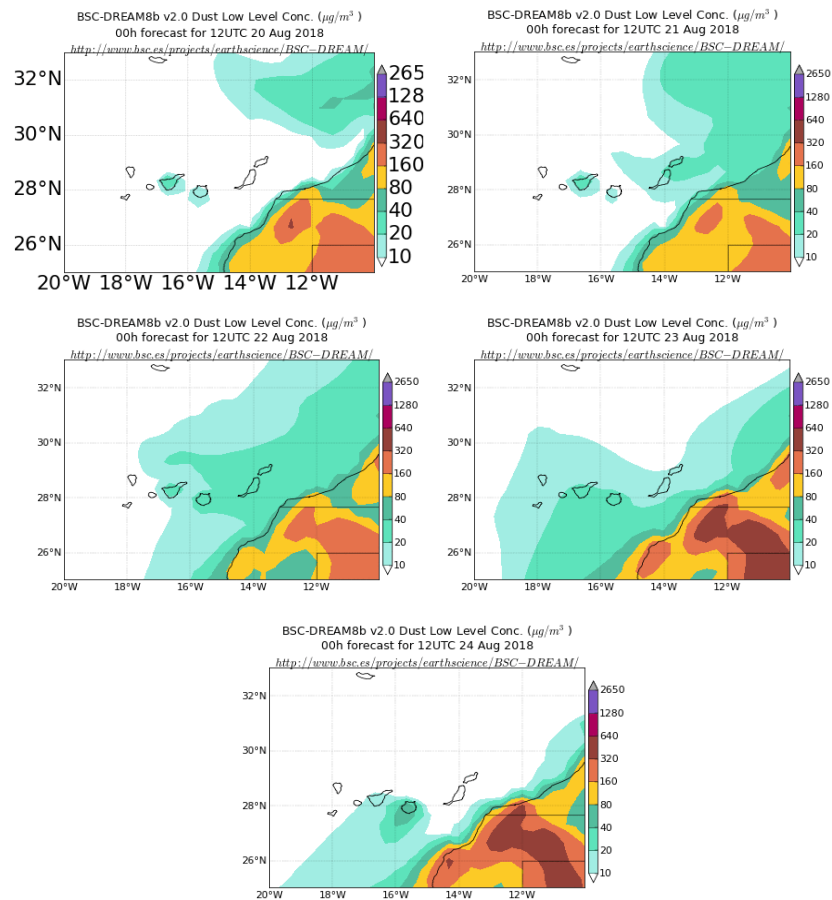 BSC-DREAM8b v2.0 Dust Low Level Conc. (μg/m³ )
00h forecast for 12UTC 20 Aug 2018
http://www.bsc.es/projects/earthscience/BSC−DREAM/
32°N
30°N
28°N
26°N
20°W 18°W 16°W 14°W 12°W
265
128
640
320
160
80
40
20
10
BSC-DREAM8b v2.0 Dust Low Level Conc. (μg/m³ )
00h forecast for 12UTC 21 Aug 2018
http://www.bsc.es/projects/earthscience/BSC−DREAM/
32°N
30°N
28°N
26°N
20°W 18°W 16°W 14°W 12°W
2650
1280
640
320
160
80
40
20
10
BSC-DREAM8b v2.0 Dust Low Level Conc. (μg/m³ )
00h forecast for 12UTC 22 Aug 2018
http://www.bsc.es/projects/earthscience/BSC−DREAM/
32°N
30°N
28°N
26°N
20°W 18°W 16°W 14°W 12°W
2650
1280
640
320
160
80
40
20
10
BSC-DREAM8b v2.0 Dust Low Level Conc. (μg/m³ )
00h forecast for 12UTC 23 Aug 2018
http://www.bsc.es/projects/earthscience/BSC−DREAM/
32°N
30°N
28°N
26°N
20°W 18°W 16°W 14°W 12°W
2650
1280
640
320
160
80
40
20
10
BSC-DREAM8b v2.0 Dust Low Level Conc. (μg/m³ )
00h forecast for 12UTC 24 Aug 2018
http://www.bsc.es/projects/earthscience/BSC−DREAM/
32°N
30°N
28°N
26°N
20°W 18°W 16°W 14°W 12°W
2650
1280
640
320
160
80
40
20
10